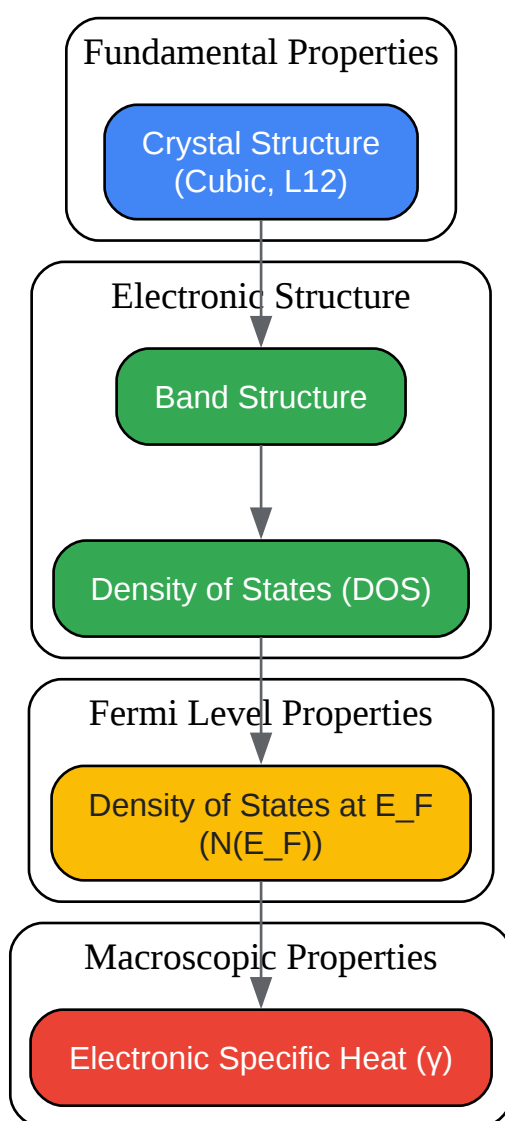 Fundamental Properties
Crystal Structure
(Cubic, L12)
Electronic Structure
Band Structure
Density of States (DOS)
Fermi Level Properties
Density of States at E_F
(N(E_F))
Macroscopic Properties
Electronic Specific Heat (γ)